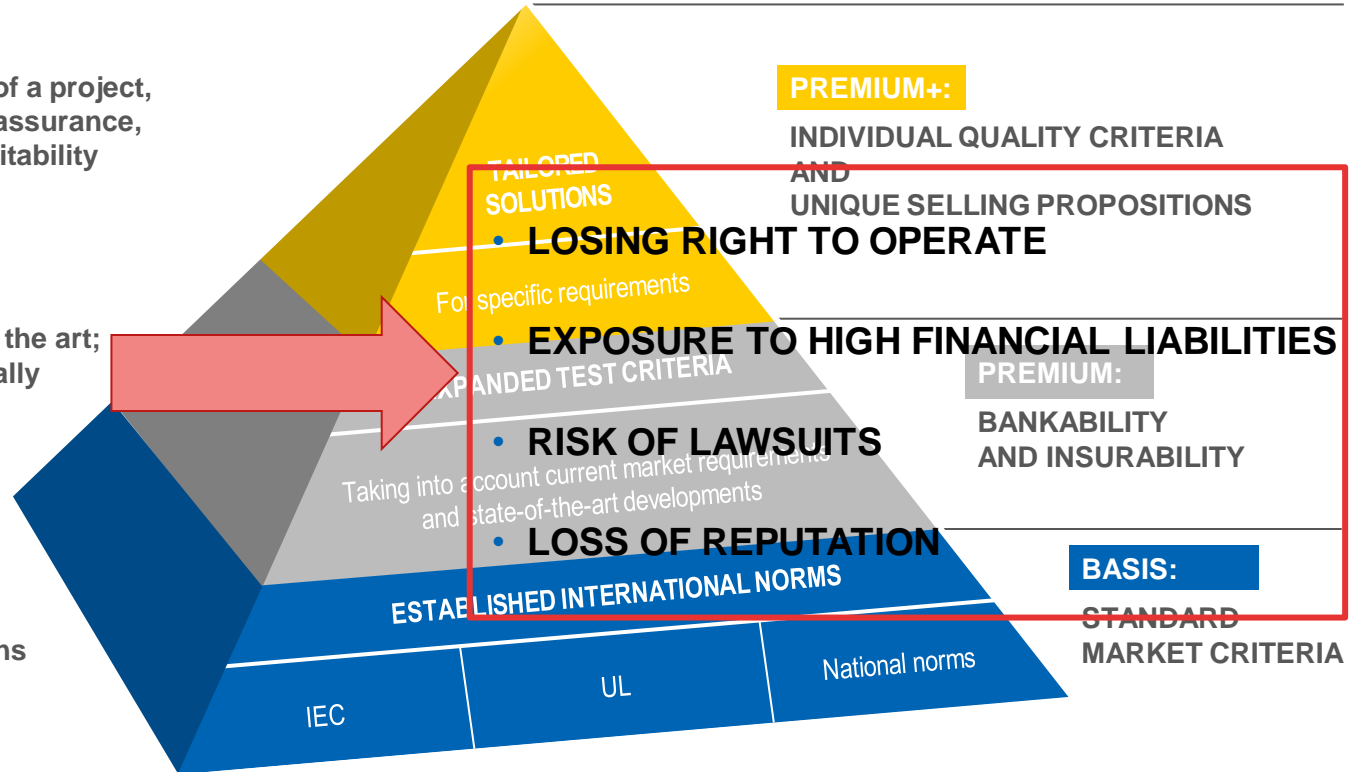 of a project,
assurance,
itability
the art;
ally
ns
TAILORED
SOLUTIONS
For specific requirements
EXPANDED TEST CRITERIA
Taking into account current market requirements
and state-of-the-art developments
ESTABLISHED INTERNATIONAL NORMS
IEC
UL
National norms
• LOSING RIGHT TO OPERATE
• EXPOSURE TO HIGH FINANCIAL LIABILITIES
• RISK OF LAWSUITS
• LOSS OF REPUTATION
PREMIUM+:
INDIVIDUAL QUALITY CRITERIA
AND
UNIQUE SELLING PROPOSITIONS
PREMIUM:
BANKABILITY
AND INSURABILITY
BASIS:
STANDARD
MARKET CRITERIA